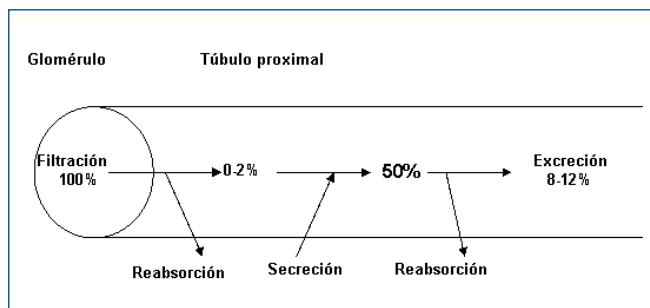 Glomérulo Túbulo proximal
Filtración
100%
0-2%
50%
Excreción
8-12%
Reabsorción Secreción Reabsorción